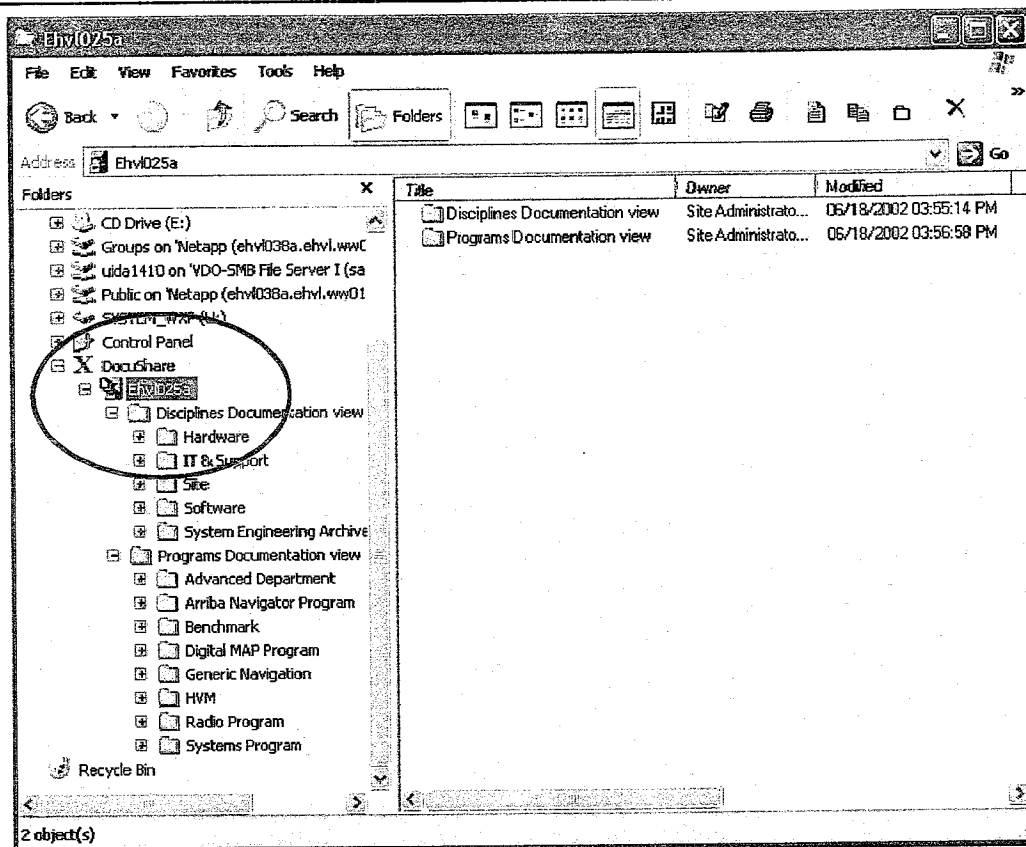 Ehvl025a
File Edit View Favorites Tools Help
Back Search Folders »
Address Ehvl025a Go
Folders
Title Owner Modified
Disciplines Documentation view Site Administrato... 06/18/2002 03:55:14 PM
Programs Documentation view Site Administrato... 06/18/2002 03:56:58 PM
CD Drive (E:)
Groups on 'Netapp (ehvl038a.ehvl.wwC
uida1410 on 'VDO-SMB File Server I (sa
Public on 'Netapp (ehvl038a.ehvl.ww01
SYSTEM_WXP (U:)
Control Panel
X DocuShare
Ehvl025a
Disciplines Documentation view
Hardware
IT & Support
Site
Software
System Engineering Archive
Programs Documentation view
Advanced Department
Arriba Navigator Program
Benchmark
Digital MAP Program
Generic Navigation
HVM
Radio Program
Systems Program
Recycle Bin
2 object(s)